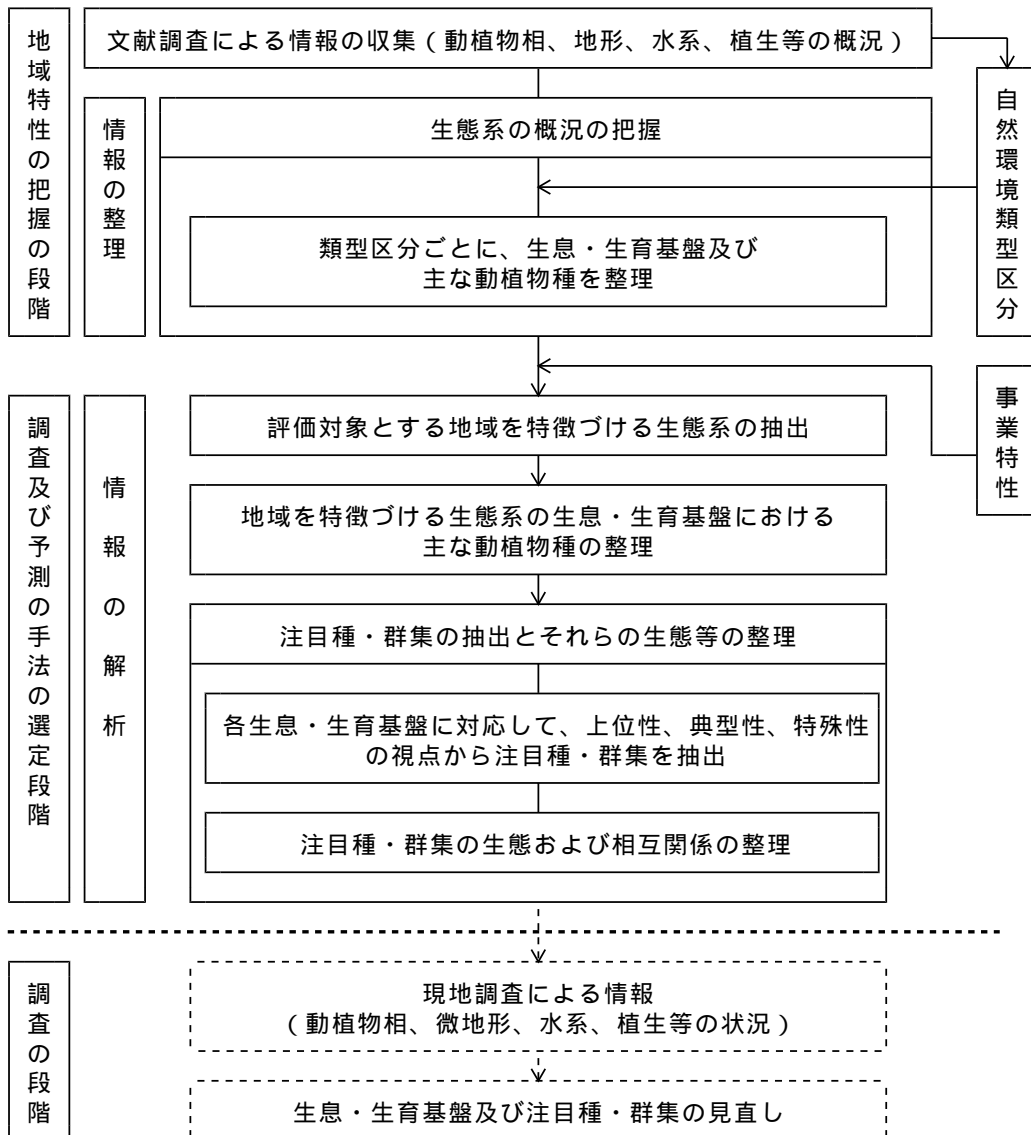 地域特性の把握の段階
文献調査による情報の収集（動植物相、地形、水系、植生等の概況）
自然環境類型区分
情報の整理
生態系の概況の把握
類型区分ごとに、生息・生育基盤及び
主な動植物種を整理
事業特性
調査及び予測の手法の選定段階
情報の解析
評価対象とする地域を特徴づける生態系の抽出
地域を特徴づける生態系の生息・生育基盤における
主な動植物種の整理
注目種・群集の抽出とそれらの生態等の整理
各生息・生育基盤に対応して、上位性、典型性、特殊性
の視点から注目種・群集を抽出
注目種・群集の生態および相互関係の整理
調査の段階
現地調査による情報
（動植物相、微地形、水系、植生等の状況）
生息・生育基盤及び注目種・群集の見直し